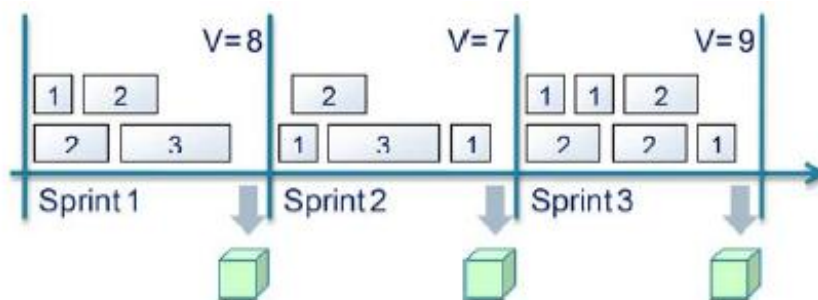 V=8 V=7 V=9
1 2 2 1 1 2
2 3 1 3 1 2 2 1
Sprint 1 Sprint 2 Sprint 3